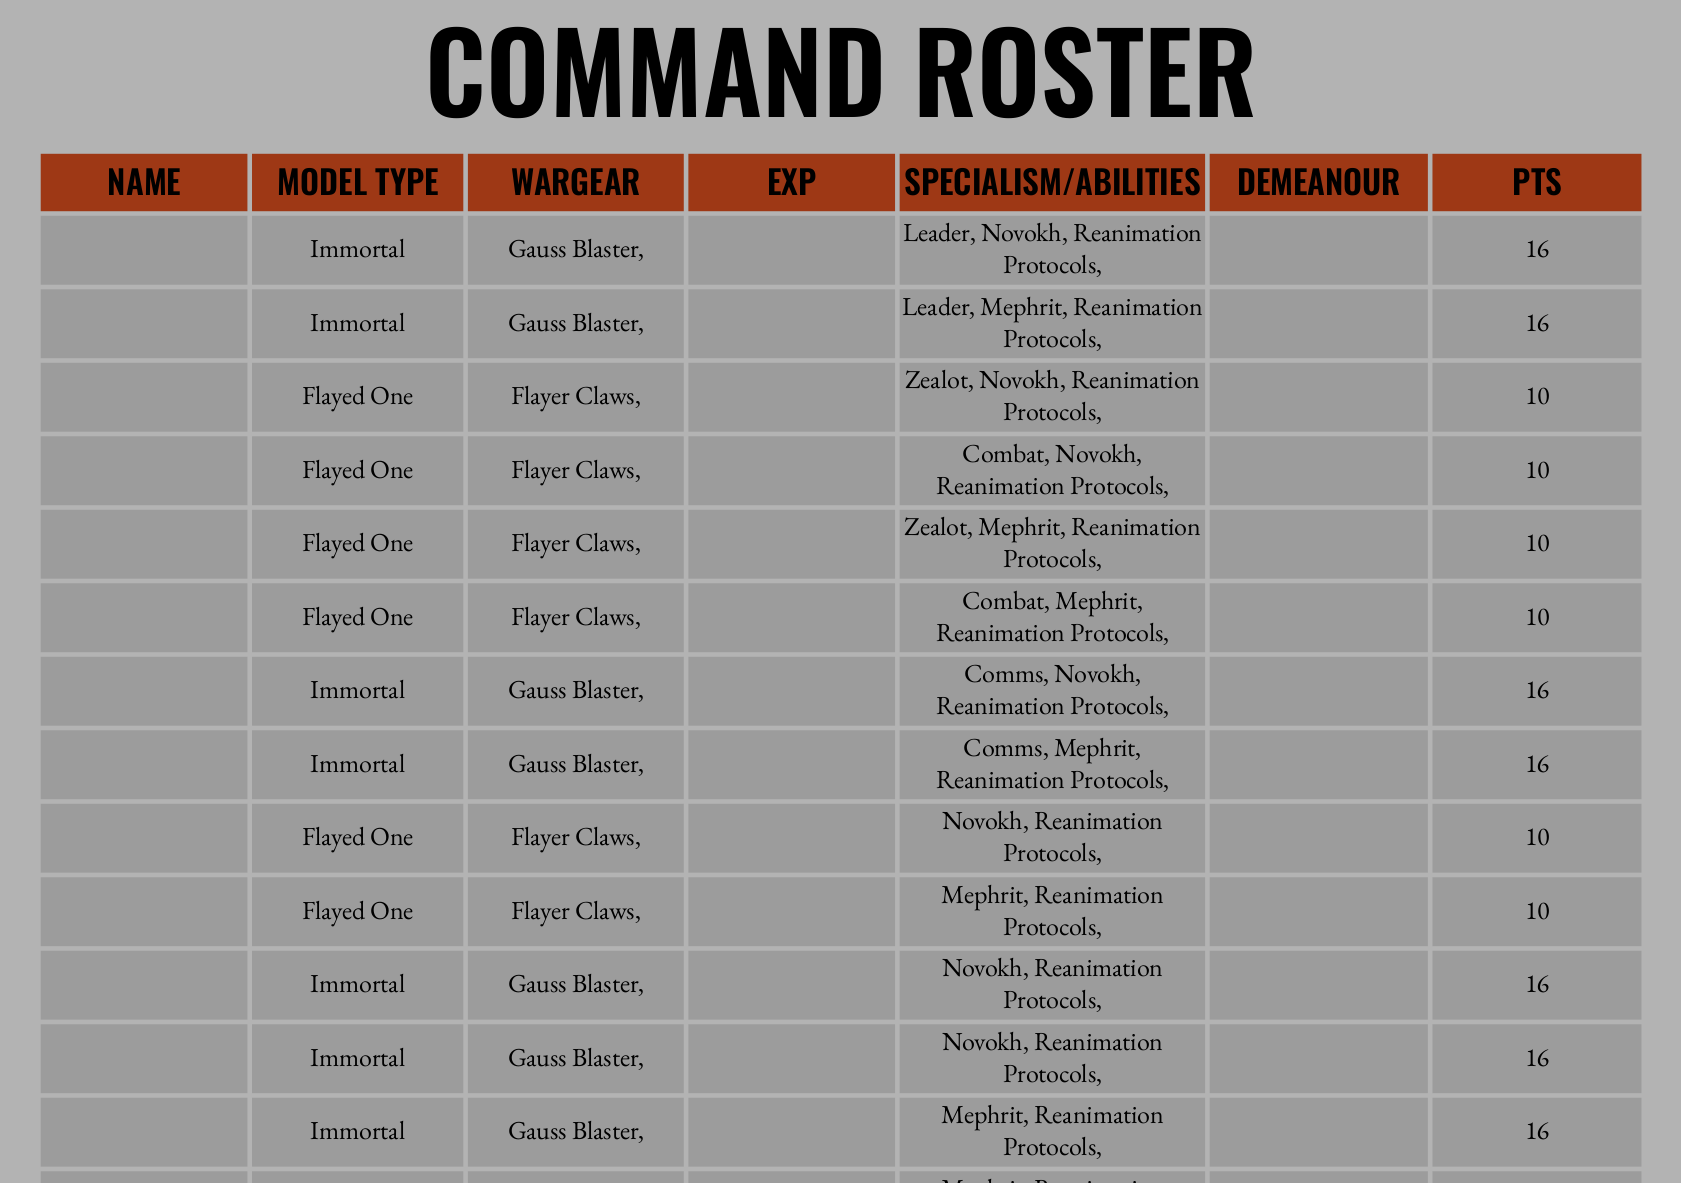 COMMAND ROSTER
NAME MODEL TYPE WARGEAR EXP SPECIALISM/ABILITIES DEMEANOUR PTS
Immortal Gauss Blaster, Leader, Novokh, Reanimation 16
Protocols,
Immortal Gauss Blaster, Leader, Mephrit, Reanimation 16
Protocols,
Flayed One Flayer Claws, Zealot, Novokh, Reanimation 10
Protocols,
Flayed One Flayer Claws, Combat, Novokh, 10
Reanimation Protocols,
Flayed One Flayer Claws, Zealot, Mephrit, Reanimation 10
Protocols,
Flayed One Flayer Claws, Combat, Mephrit, 10
Reanimation Protocols,
Immortal Gauss Blaster, Comms, Novokh, 16
Reanimation Protocols,
Immortal Gauss Blaster, Comms, Mephrit, 16
Reanimation Protocols,
Flayed One Flayer Claws, Novokh, Reanimation 10
Protocols,
Flayed One Flayer Claws, Mephrit, Reanimation 10
Protocols,
Immortal Gauss Blaster, Novokh, Reanimation 16
Protocols,
Immortal Gauss Blaster, Novokh, Reanimation 16
Protocols,
Immortal Gauss Blaster, Mephrit, Reanimation 16
Protocols,